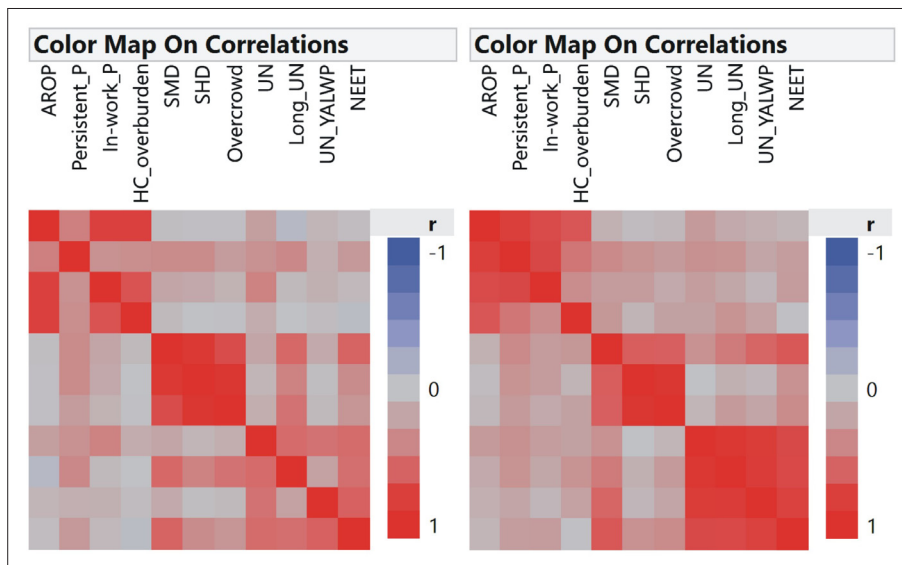 Color Map On Correlations
AROP
Persistent_P
In-work_P
HC_overburden
SMD
SHD
Overcrowd
UN
Long_UN
UN_YALWP
NEET
r
-1
0
1
Color Map On Correlations
AROP
Persistent_P
In-work_P
HC_overburden
SMD
SHD
Overcrowd
UN
Long_UN
UN_YALWP
NEET
r
-1
0
1